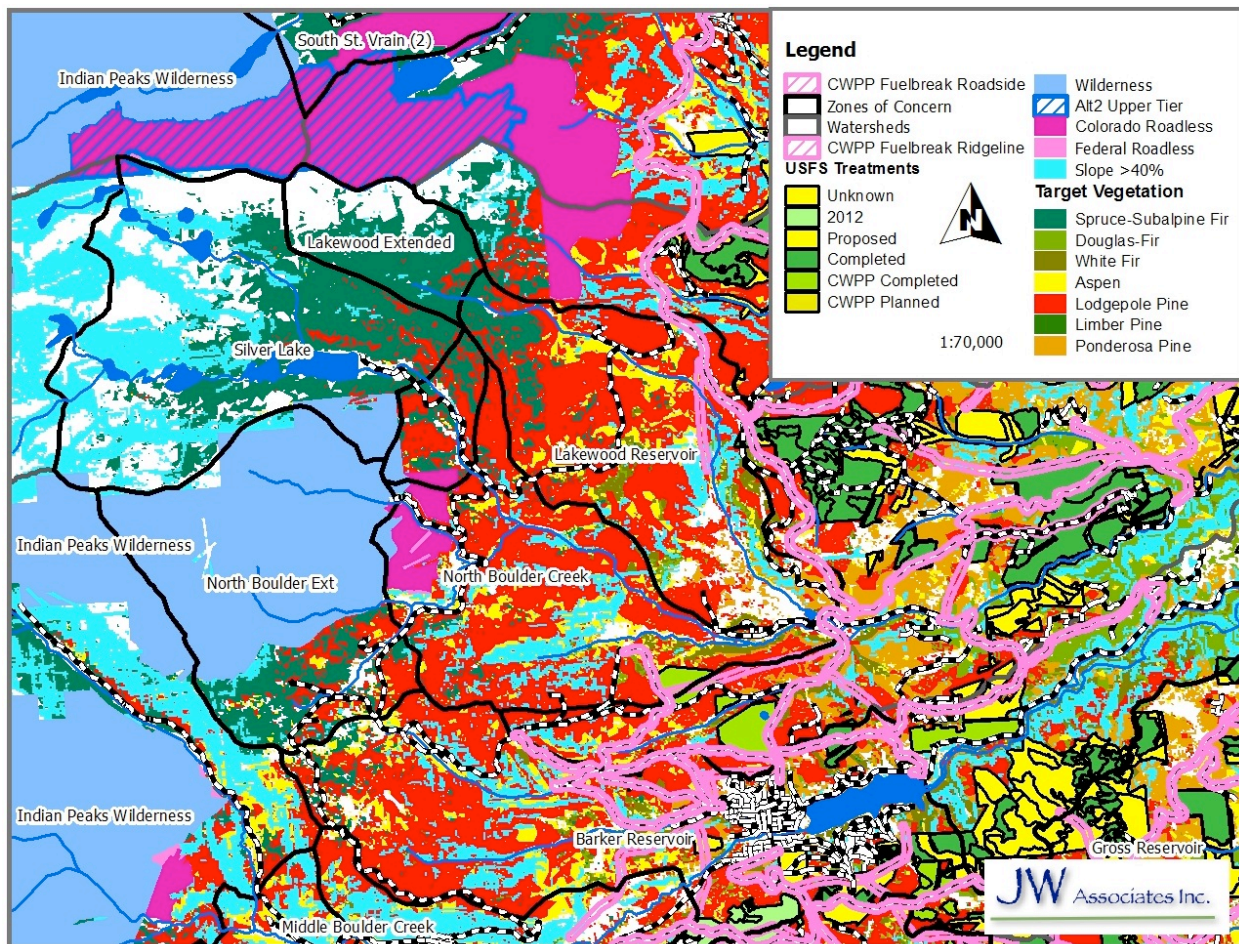 South St. Vrain (2)
Indian Peaks Wilderness
Lakewood Extended
Silver Lake
Lakewood Reservoir
Indian Peaks Wilderness
North Boulder Ext
North Boulder Creek
Indian Peaks Wilderness
Barker Reservoir
Gross Reservoir
Middle Boulder Creek
Legend
CWPP Fuelbreak Roadside
Zones of Concern
Watersheds
CWPP Fuelbreak Ridgeline
USFS Treatments
Unknown
2012
Proposed
Completed
CWPP Completed
CWPP Planned
N
1:70,000
Wilderness
Alt2 Upper Tier
Colorado Roadless
Federal Roadless
Slope >40%
Target Vegetation
Spruce-Subalpine Fir
Douglas-Fir
White Fir
Aspen
Lodgepole Pine
Limber Pine
Ponderosa Pine
JW Associates Inc.